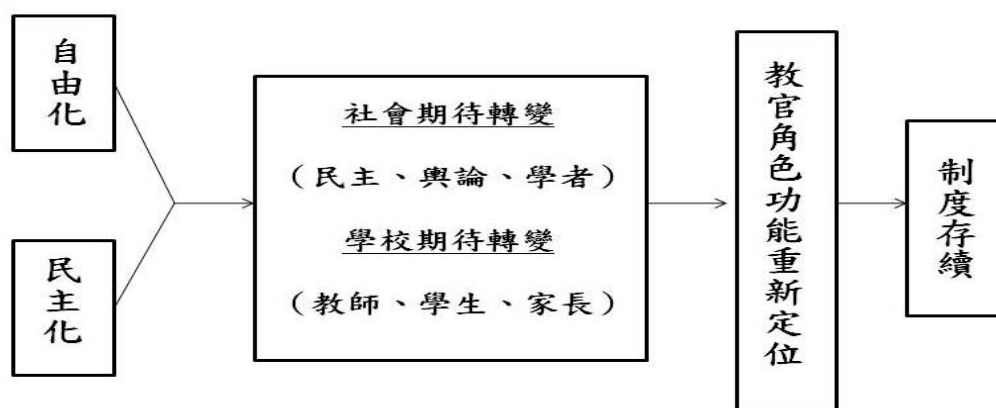 自由化
民主化
社會期待轉變
（民主、輿論、學者）
學校期待轉變
（教師、學生、家長）
教官角色功能重新定位
制度存續